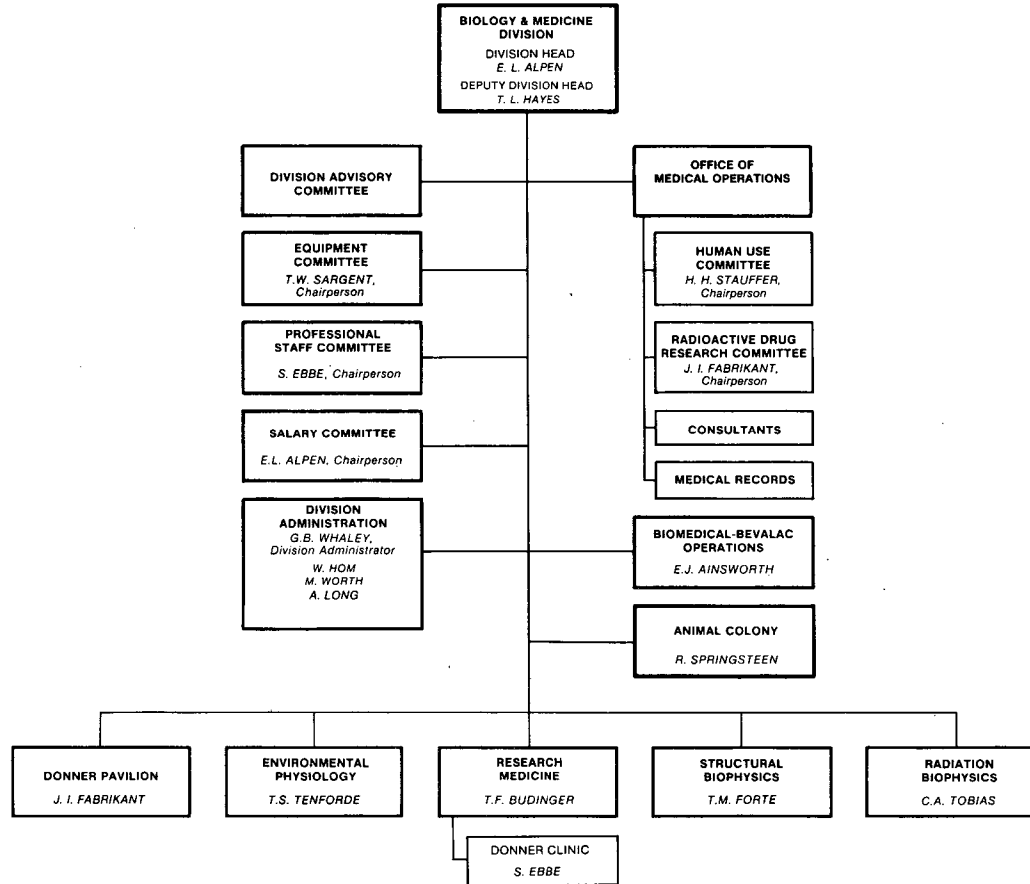 BIOLOGY & MEDICINE
DIVISION
DIVISION HEAD
E. L. ALPEN
DEPUTY DIVISION HEAD
T. L. HAYES
DIVISION ADVISORY
COMMITTEE
OFFICE OF
MEDICAL OPERATIONS
EQUIPMENT
COMMITTEE
T.W. SARGENT,
Chairperson
HUMAN USE
COMMITTEE
H. H. STAUFFER,
Chairperson
PROFESSIONAL
STAFF COMMITTEE
S. EBBE, Chairperson
RADIOACTIVE DRUG
RESEARCH COMMITTEE
J. I. FABRIKANT,
Chairperson
SALARY COMMITTEE
E.L. ALPEN, Chairperson
CONSULTANTS
MEDICAL RECORDS
DIVISION
ADMINISTRATION
G.B. WHALEY,
Division Administrator
W. HOM
M. WORTH
A. LONG
BIOMEDICAL-BEVALAC
OPERATIONS
E.J. AINSWORTH
ANIMAL COLONY
R. SPRINGSTEEN
DONNER PAVILION
J. I. FABRIKANT
ENVIRONMENTAL
PHYSIOLOGY
T.S. TENFORDE
RESEARCH
MEDICINE
T.F. BUDINGER
STRUCTURAL
BIOPHYSICS
T.M. FORTE
RADIATION
BIOPHYSICS
C.A. TOBIAS
DONNER CLINIC
S. EBBE